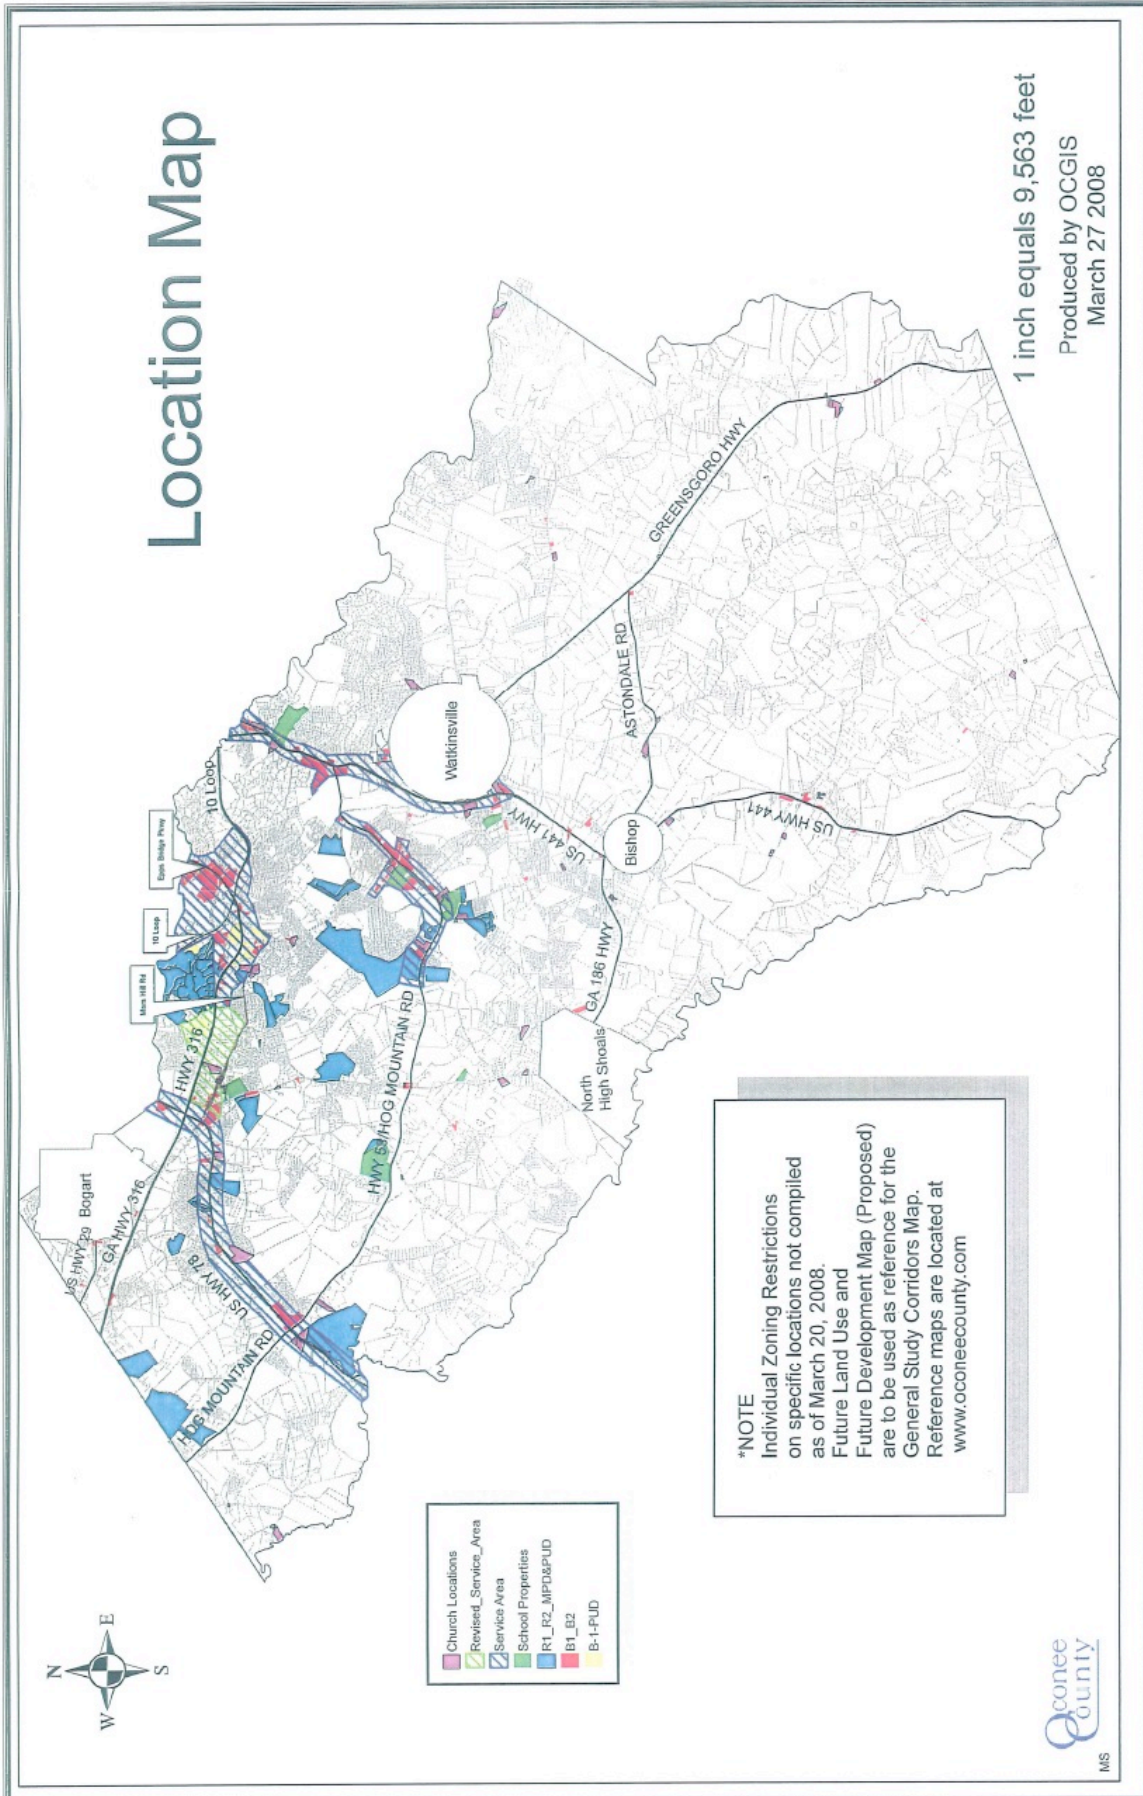 Location Map
N
W E
S
US HWY 29
Bogart
GA HWY 316
HWY 316
Mars Hill Rd
10 Loop
Epps Bridge Pkwy
10 Loop
US HWY 78
HOG MOUNTAIN RD
HWY 53/HOG MOUNTAIN RD
Watkinsville
US 441 HWY
GA 186 HWY
North
High Shoals
Bishop
ASTONDALE RD
GREENSGORO HWY
US HWY 441
Church Locations
Revised_Service_Area
Service Area
School Properties
R1_R2_MPD&PUD
B1_B2
B-1-PUD
*NOTE
Individual Zoning Restrictions
on specific locations not compiled
as of March 20, 2008.
Future Land Use and
Future Development Map (Proposed)
are to be used as reference for the
General Study Corridors Map.
Reference maps are located at
www.oconeecounty.com
1 inch equals 9,563 feet
Produced by OCGIS
March 27 2008
Oconee
County
MS